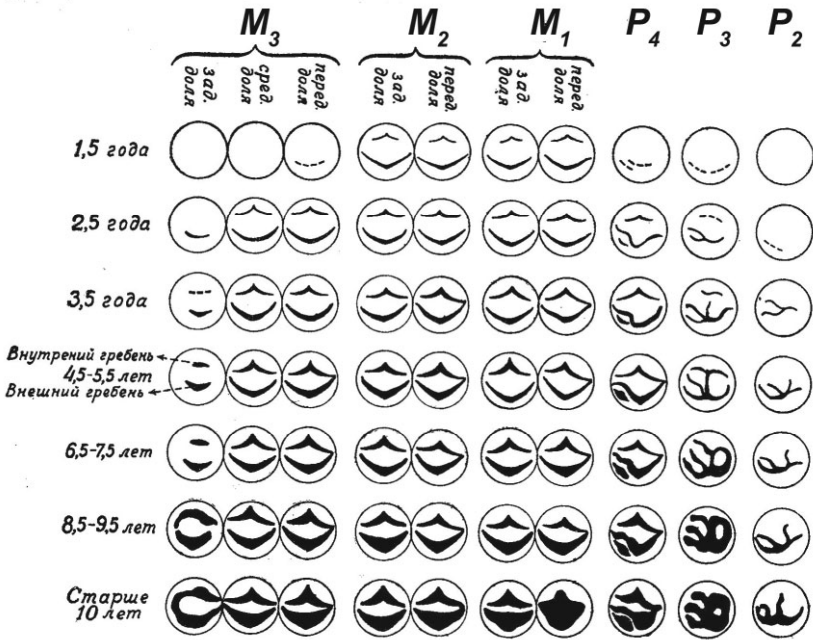 M3 M2 M1 P4 P3 P2
зад. доля сред. доля перед. доля зад. доля перед. доля зад. доля перед. доля
1,5 года
2,5 года
3,5 года
Внутрений гребень
4,5-5,5 лет
Внешний гребень
6,5-7,5 лет
8,5-9,5 лет
Старше
10 лет